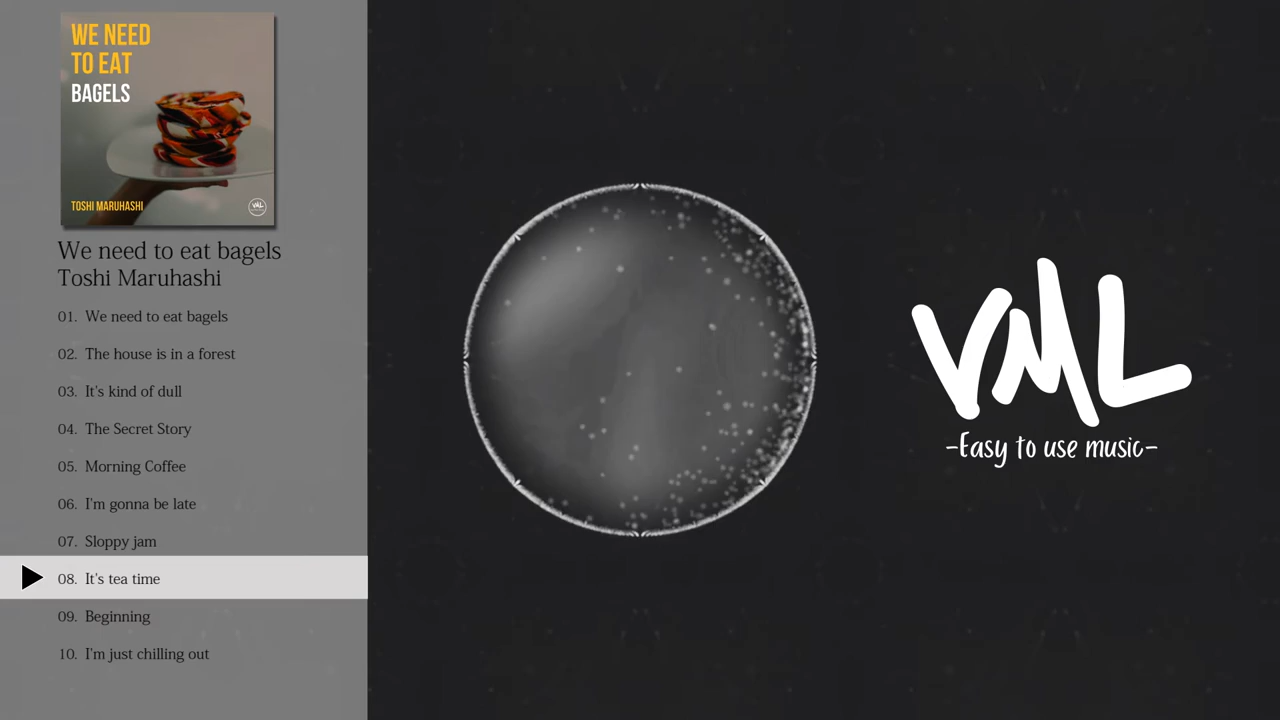 WE NEED
TO EAT
BAGELS
TOSHI MARUHASHI
VML
We need to eat bagels
Toshi Maruhashi
01. We need to eat bagels
02. The house is in a forest
03. It's kind of dull
04. The Secret Story
05. Morning Coffee
06. I'm gonna be late
07. Sloppy jam
08. It's tea time
09. Beginning
10. I'm just chilling out
VML
-Easy to use music-